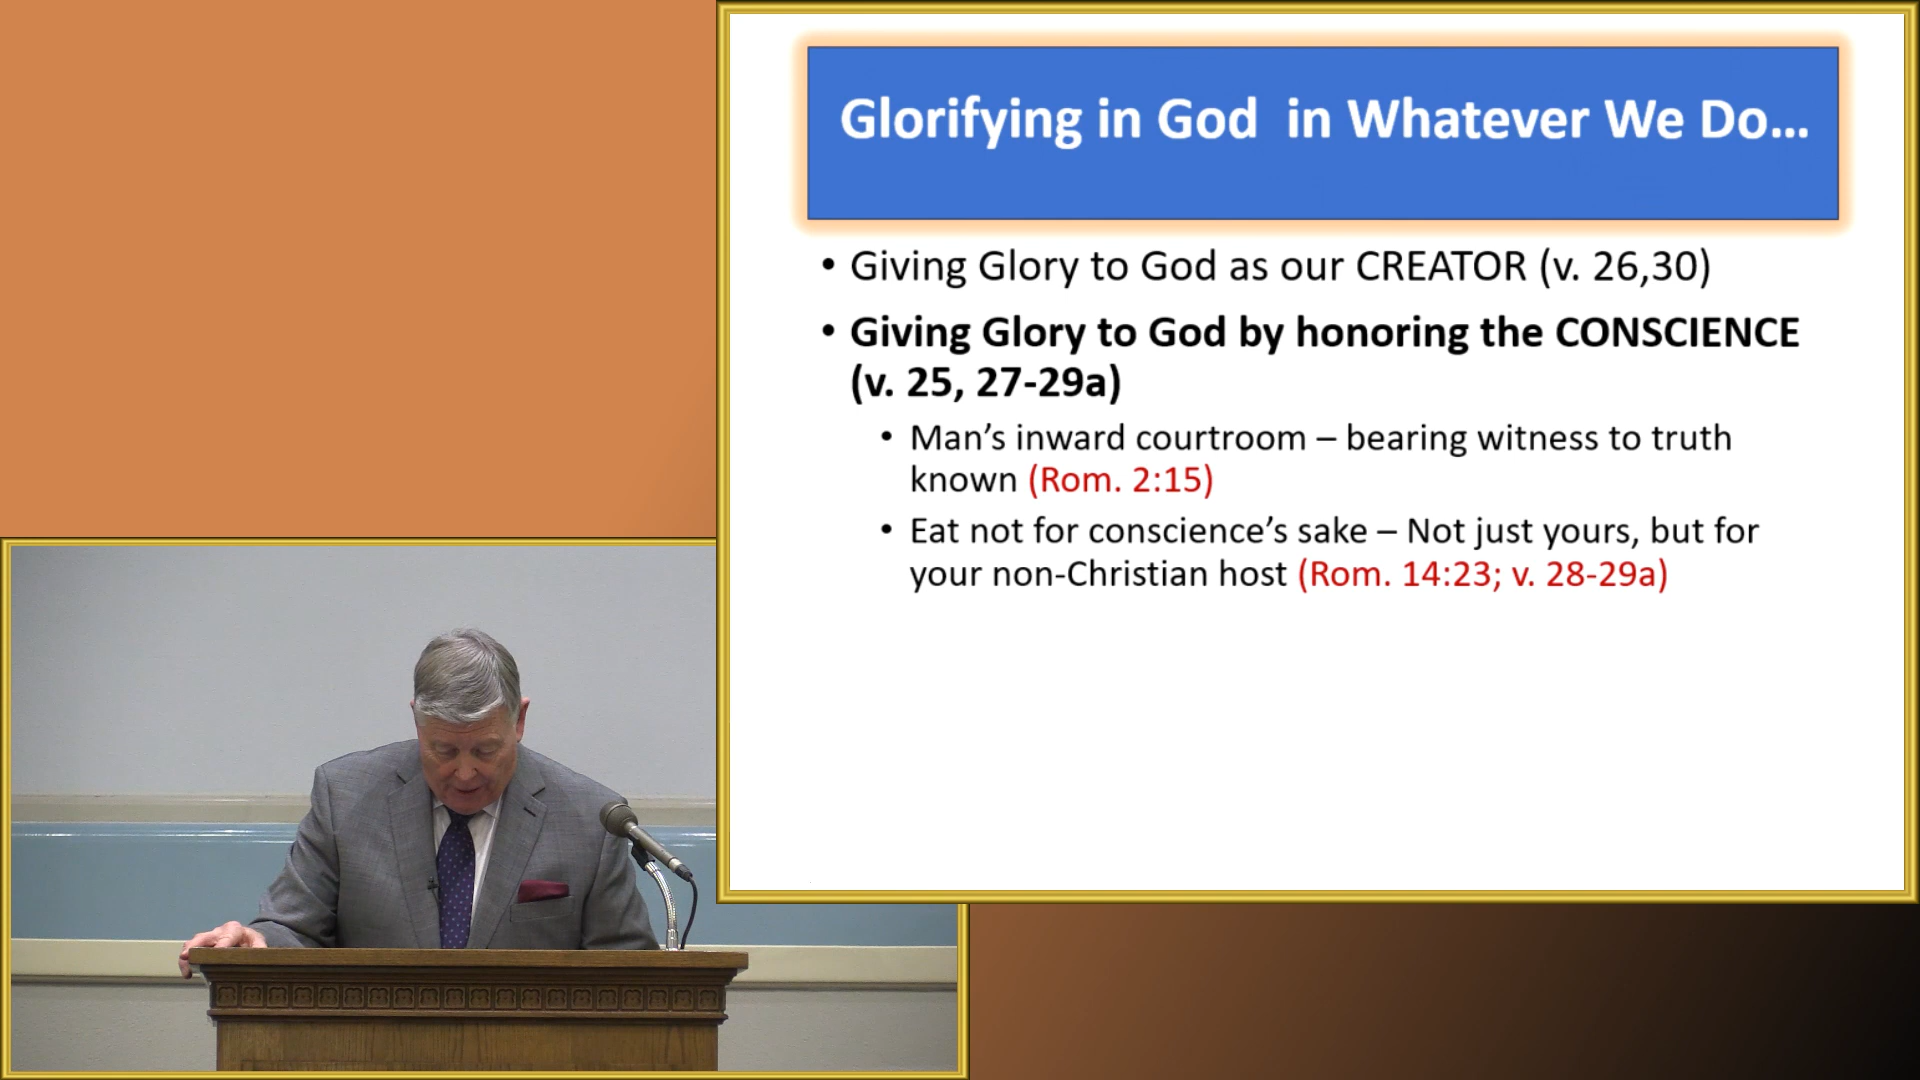 Glorifying in God  in Whatever We Do...
• Giving Glory to God as our CREATOR (v. 26,30)
• Giving Glory to God by honoring the CONSCIENCE
(v. 25, 27-29a)
• Man's inward courtroom – bearing witness to truth
known (Rom. 2:15)
• Eat not for conscience's sake – Not just yours, but for
your non-Christian host (Rom. 14:23; v. 28-29a)